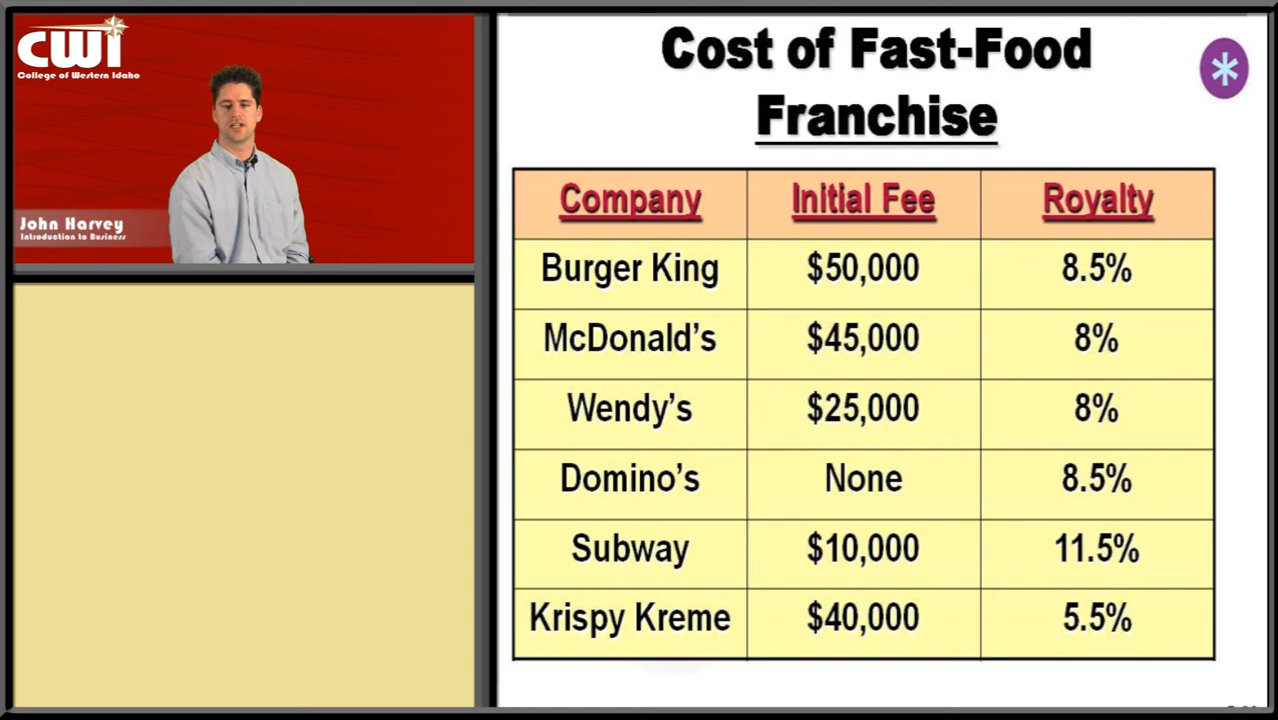 CWI
College of Western Idaho
John Harvey
Introduction to Business
Cost of Fast-Food
Franchise
*
Company Initial Fee Royalty
Burger King $50,000 8.5%
McDonald’s $45,000 8%
Wendy’s $25,000 8%
Domino’s None 8.5%
Subway $10,000 11.5%
Krispy Kreme $40,000 5.5%